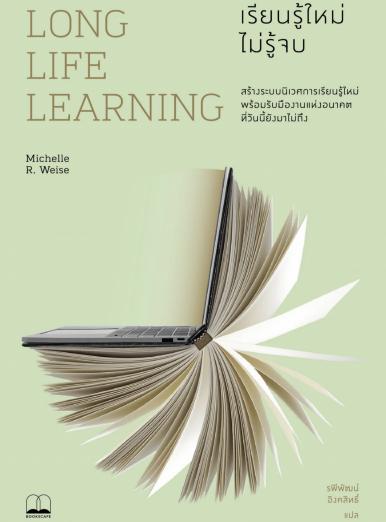 LONG
LIFE
LEARNING
เรียนรู้ใหม่
ไม่รู้จบ
สร้างระบบนิเวศการเรียนรู้ใหม่
พร้อมรับมืองานแห่งอนาคต
ที่วันนี้ยังมาไม่ถึง
Michelle
R. Weise
รพีพัฒน์
อิงคสิทธิ์
แปล
BOOKSCAPE